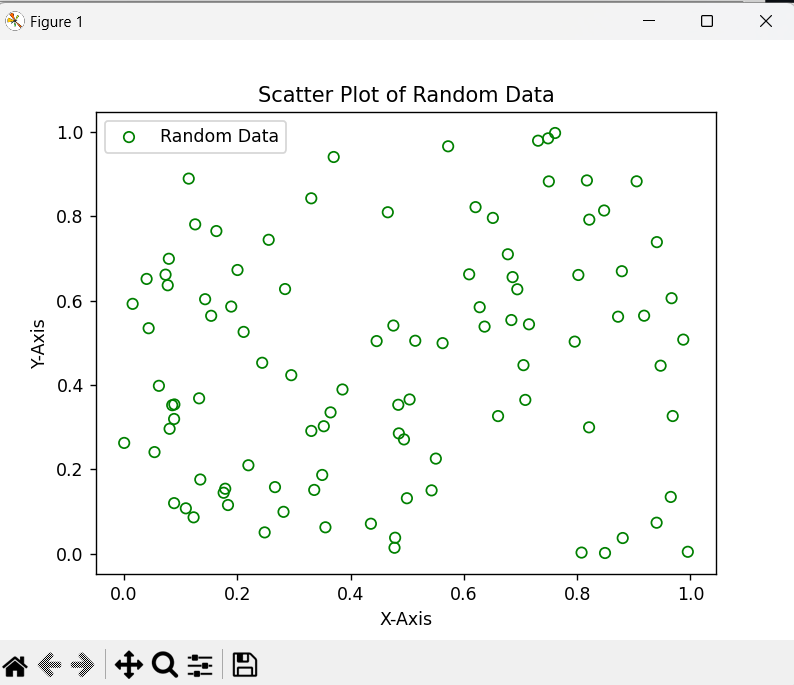 Figure 1
Scatter Plot of Random Data
Random Data
1.0
0.8
0.6
0.4
0.2
0.0
Y-Axis
0.0 0.2 0.4 0.6 0.8 1.0
X-Axis